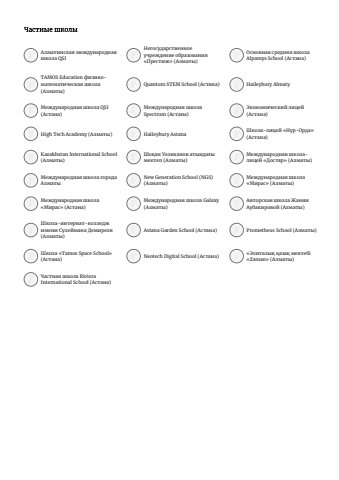 Частные школы
Алматинская международная
школа QSI
Негосударственное
учреждение образования
«Престиж» (Алматы)
Основная средняя школа
Alpamys School (Астана)
TAMOS Education физико-
математическая школа
(Алматы)
Quantum STEM School (Астана)
Haileybury Almaty
Международная школа QSI
(Астана)
Международная школа
Spectrum (Астана)
Экономический лицей
(Астана)
High Tech Academy (Алматы)
Haileybury Astana
Школа-лицей «Нур-Орда»
(Астана)
Kazakhstan International School
(Алматы)
Шоқан Уалиханов атындағы
мектеп (Алматы)
Международная школа-
лицей «Достар» (Алматы)
Международная школа города
Алматы
New Generation School (NGS)
(Алматы)
Международная школа
«Мирас» (Алматы)
Международная школа
«Мирас» (Астана)
Международная школа Galaxy
(Алматы)
Авторская школа Жании
Аубакировой (Алматы)
Школа-интернат-колледж
имени Сулеймана Демиреля
(Алматы)
Astana Garden School (Астана)
Prometheus School (Алматы)
Школа «Tamos Space School»
(Астана)
Neotech Digital School (Астана)
«Элиталық қазақ мектебі
«Zaman» (Алматы)
Частная школа Riviera
International School (Астана)